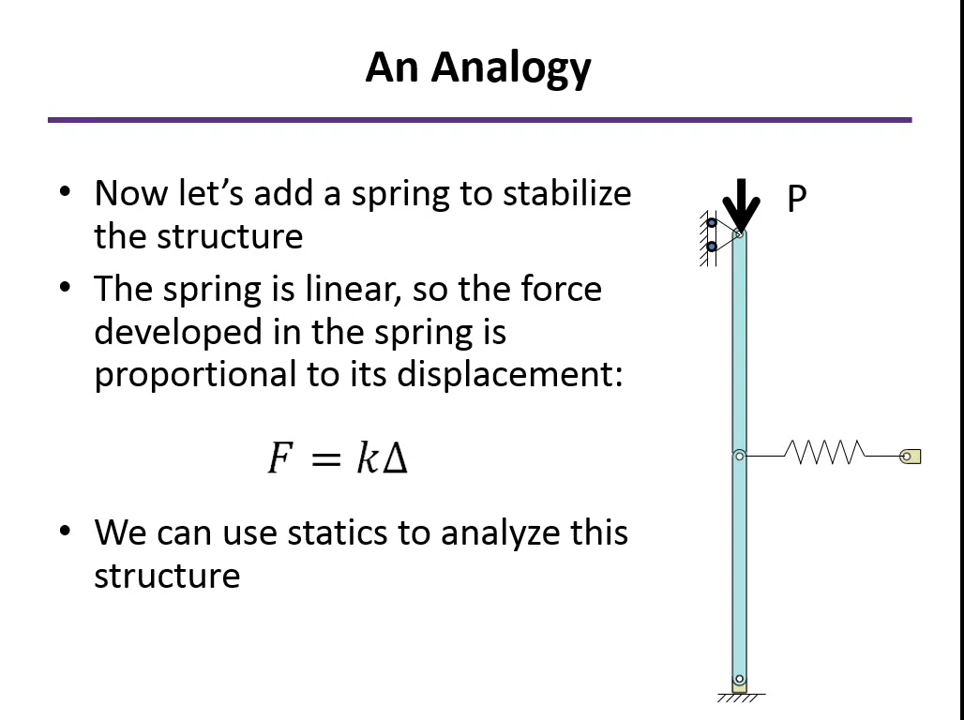 An Analogy
• Now let’s add a spring to stabilize
the structure
• The spring is linear, so the force
developed in the spring is
proportional to its displacement:
F = kΔ
• We can use statics to analyze this
structure
P